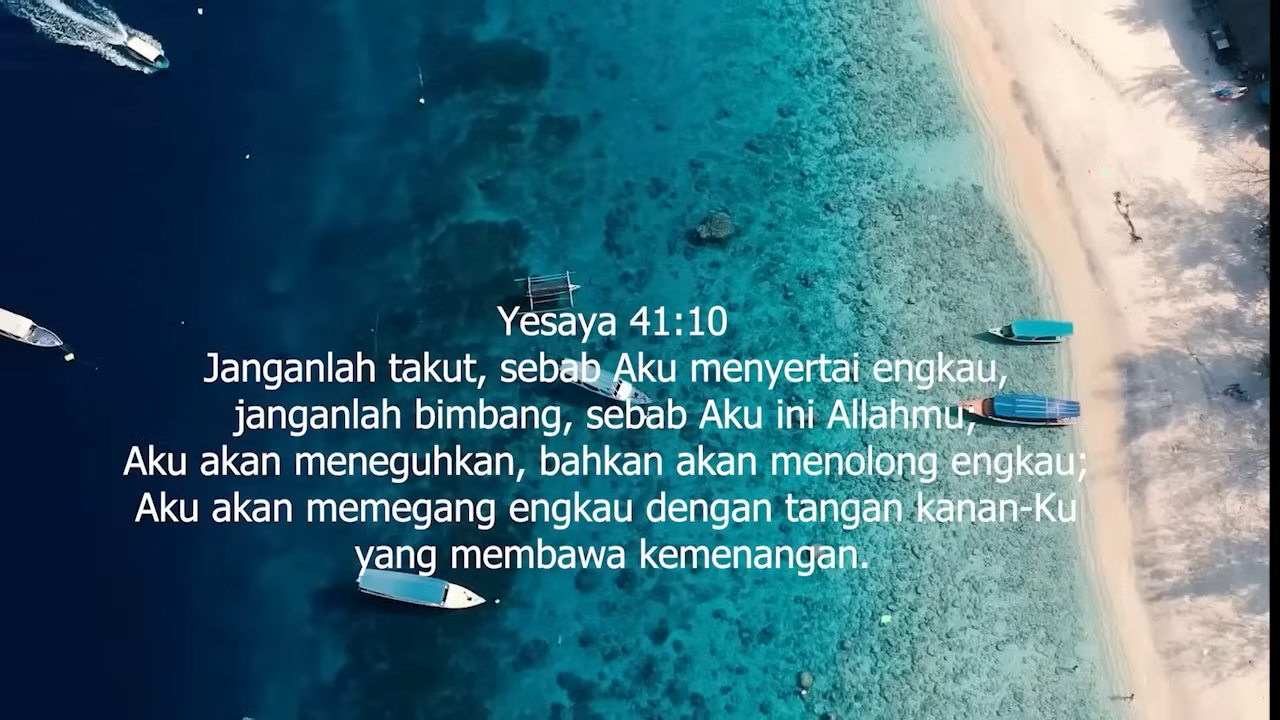 Yesaya 41:10
Janganlah takut, sebab Aku menyertai engkau,
janganlah bimbang, sebab Aku ini Allahmu,
Aku akan meneguhkan, bahkan akan menolong engkau;
Aku akan memegang engkau dengan tangan kanan-Ku
yang membawa kemenangan.